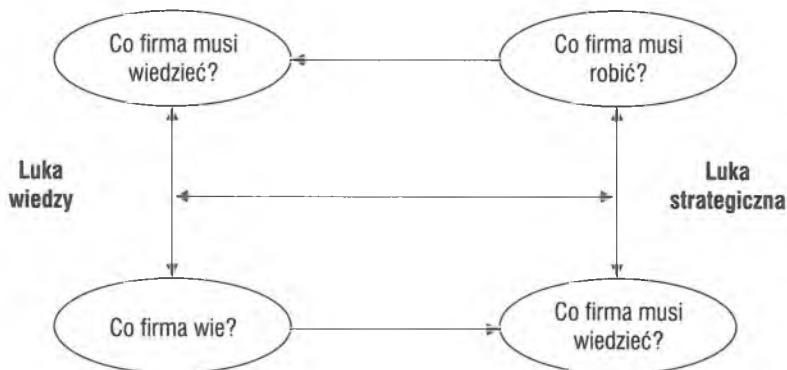 Co firma musi
wiedzieć?
Co firma musi
robić?
Luka
wiedzy
Luka
strategiczna
Co firma wie?
Co firma musi
wiedzieć?